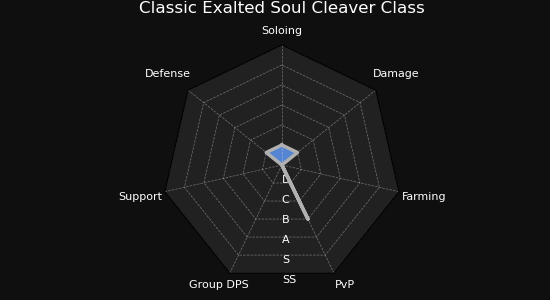 Classic Exalted Soul Cleaver Class
Soloing
Defense
Damage
Support
Farming
D
C
B
A
S
SS
Group DPS
PvP